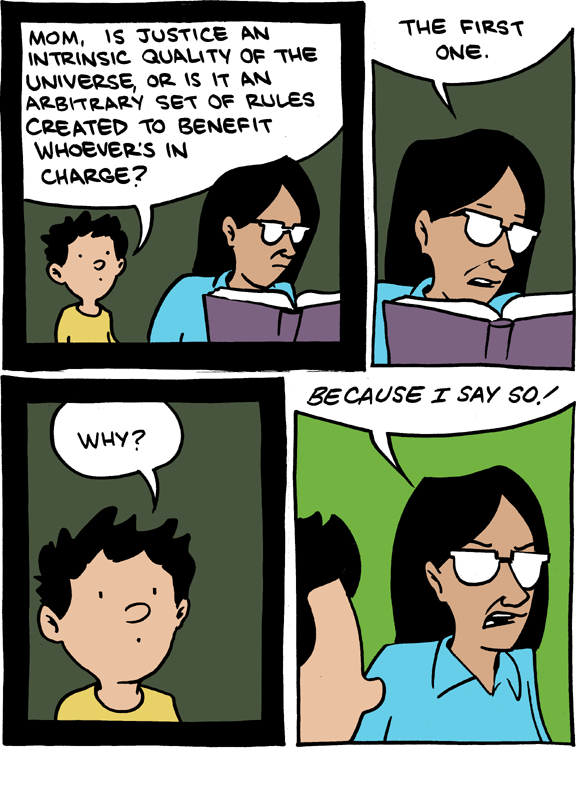 MOM, IS JUSTICE AN
INTRINSIC QUALITY OF THE
UNIVERSE, OR IS IT AN
ARBITRARY SET OF RULES
CREATED TO BENEFIT
WHOEVER'S IN
CHARGE?
THE FIRST
ONE.
WHY?
BECAUSE I SAY SO!